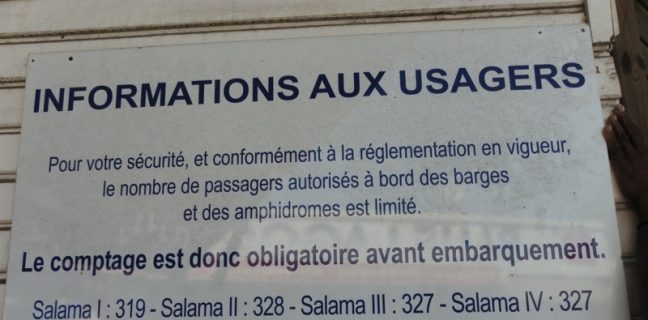 INFORMATIONS AUX USAGERS
Pour votre sécurité, et conformément à la réglementation en vigueur,
le nombre de passagers autorisés à bord des barges
et des amphidromes est limité.
Le comptage est donc obligatoire avant embarquement.
Salama I : 319 - Salama II : 328 - Salama III : 327 - Salama IV : 327